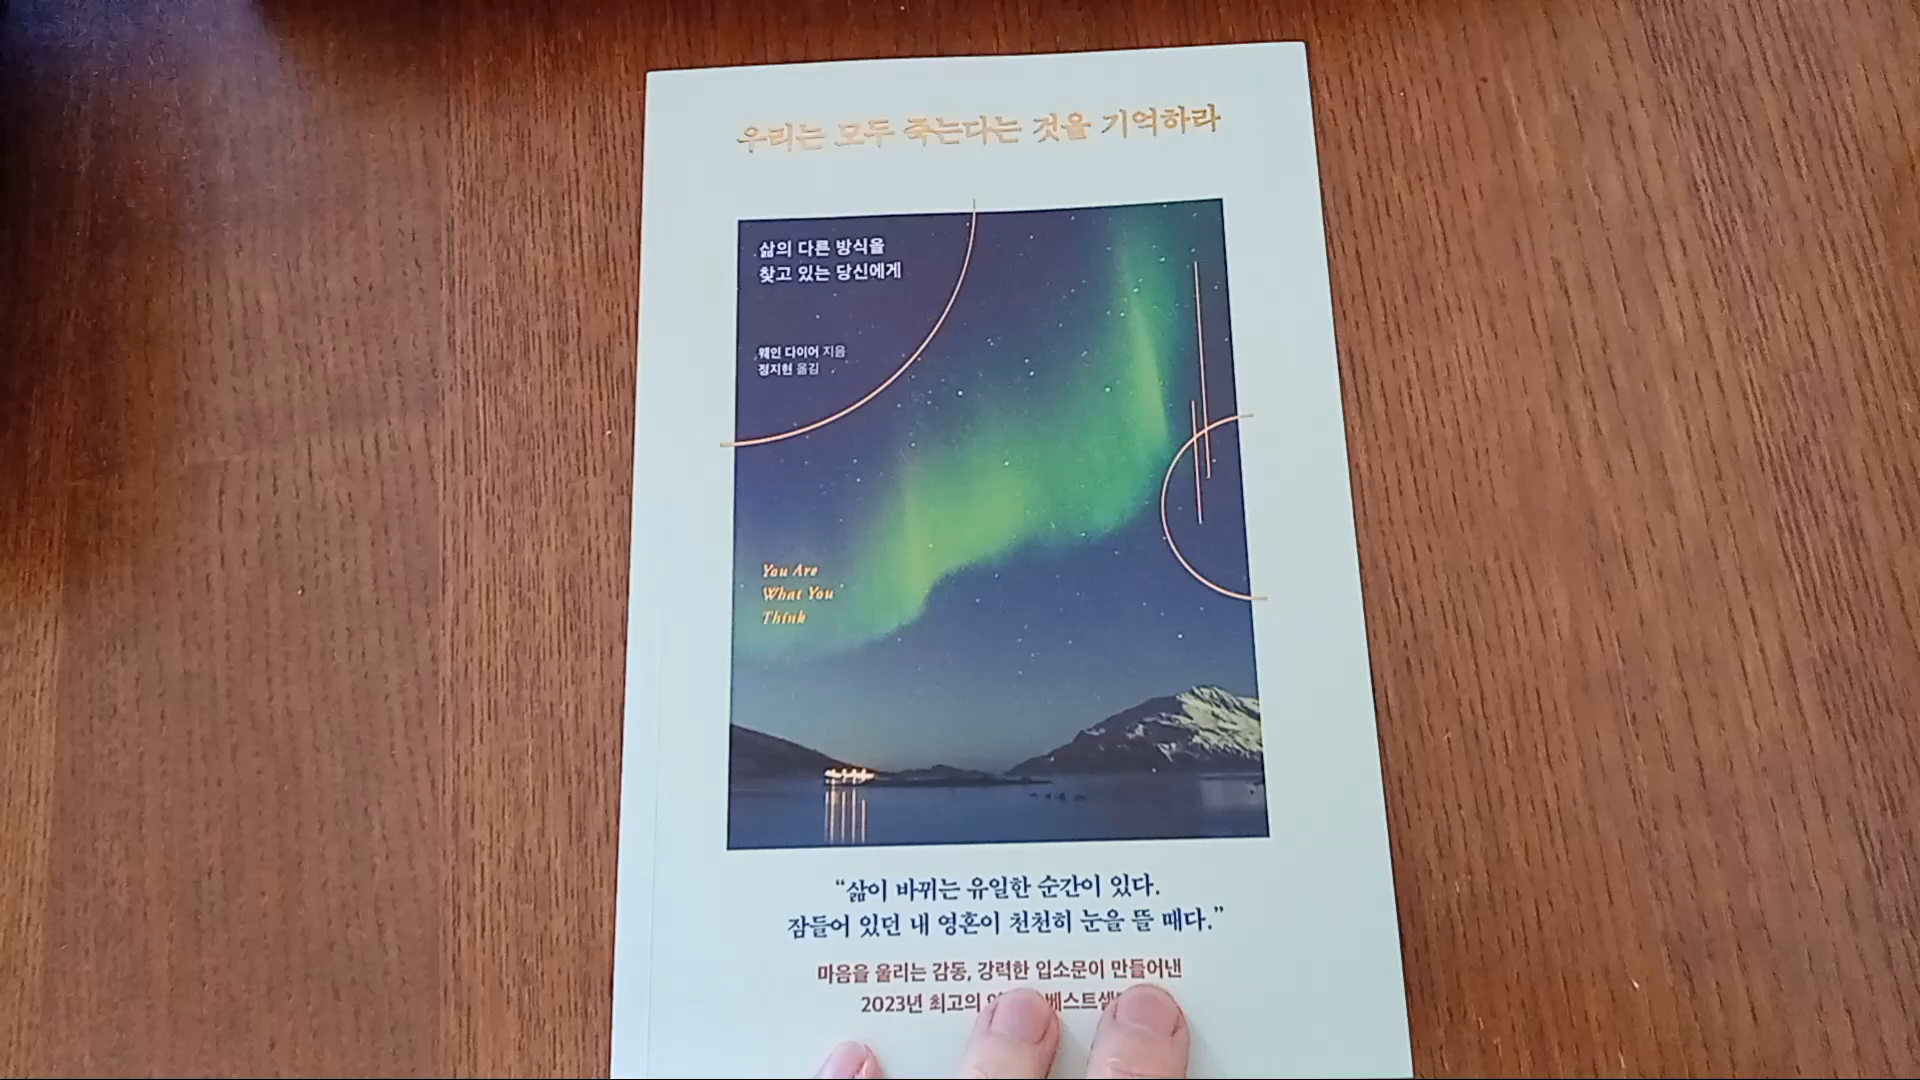 우리는 모두 죽는다는 것을 기억하라
삶의 다른 방식을
찾고 있는 당신에게
웨인 다이어 지음
정지현 옮김
You Are
What You
Think
“삶이 바뀌는 유일한 순간이 있다.
잠들어 있던 내 영혼이 천천히 눈을 뜰 때다.”
마음을 울리는 감동, 강력한 입소문이 만들어낸
2023년 최고의